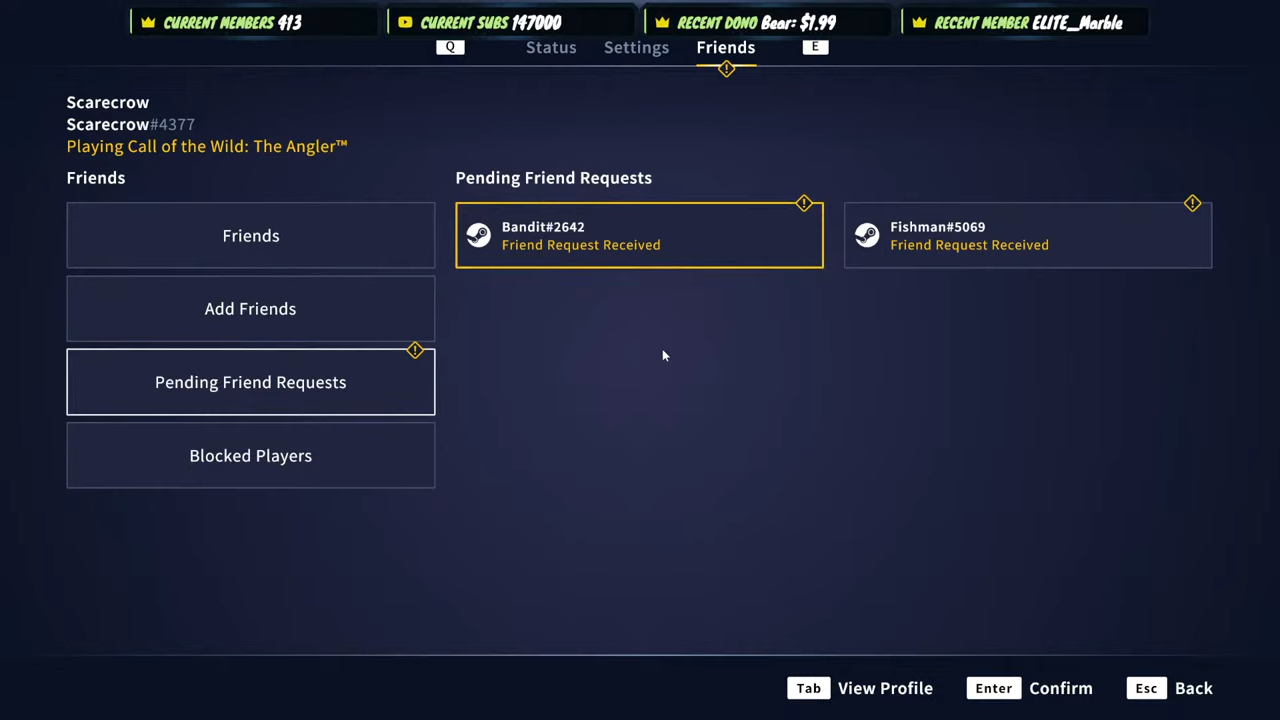 CURRENT MEMBERS 413
CURRENT SUBS 147000
RECENT DONO Bear: $1.99
RECENT MEMBER ELITE_Marble
Q Status Settings Friends E
Scarecrow
Scarecrow#4377
Playing Call of the Wild: The Angler™
Friends
Friends
Add Friends
Pending Friend Requests
Blocked Players
Pending Friend Requests
Bandit#2642
Friend Request Received
Fishman#5069
Friend Request Received
Tab View Profile Enter Confirm Esc Back